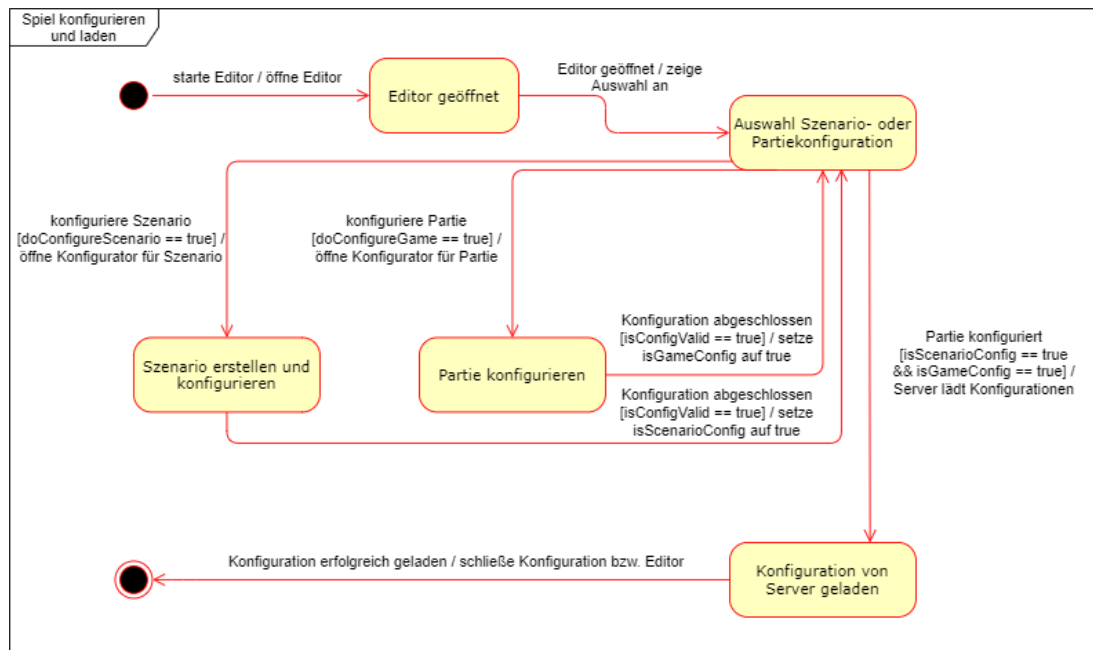 Spiel konfigurieren
und laden
starte Editor / öffne Editor
Editor geöffnet
Editor geöffnet / zeige
Auswahl an
Auswahl Szenario- oder
Partiekonfiguration
konfiguriere Szenario
[doConfigureScenario == true] /
öffne Konfigurator für Szenario
konfiguriere Partie
[doConfigureGame == true] /
öffne Konfigurator für Partie
Szenario erstellen und
konfigurieren
Partie konfigurieren
Konfiguration abgeschlossen
[isConfigValid == true] / setze
isGameConfig auf true
Konfiguration abgeschlossen
[isConfigValid == true] / setze
isScenarioConfig auf true
Partie konfiguriert
[isScenarioConfig == true
&& isGameConfig == true] /
Server lädt Konfigurationen
Konfiguration erfolgreich geladen / schließe Konfiguration bzw. Editor
Konfiguration von
Server geladen